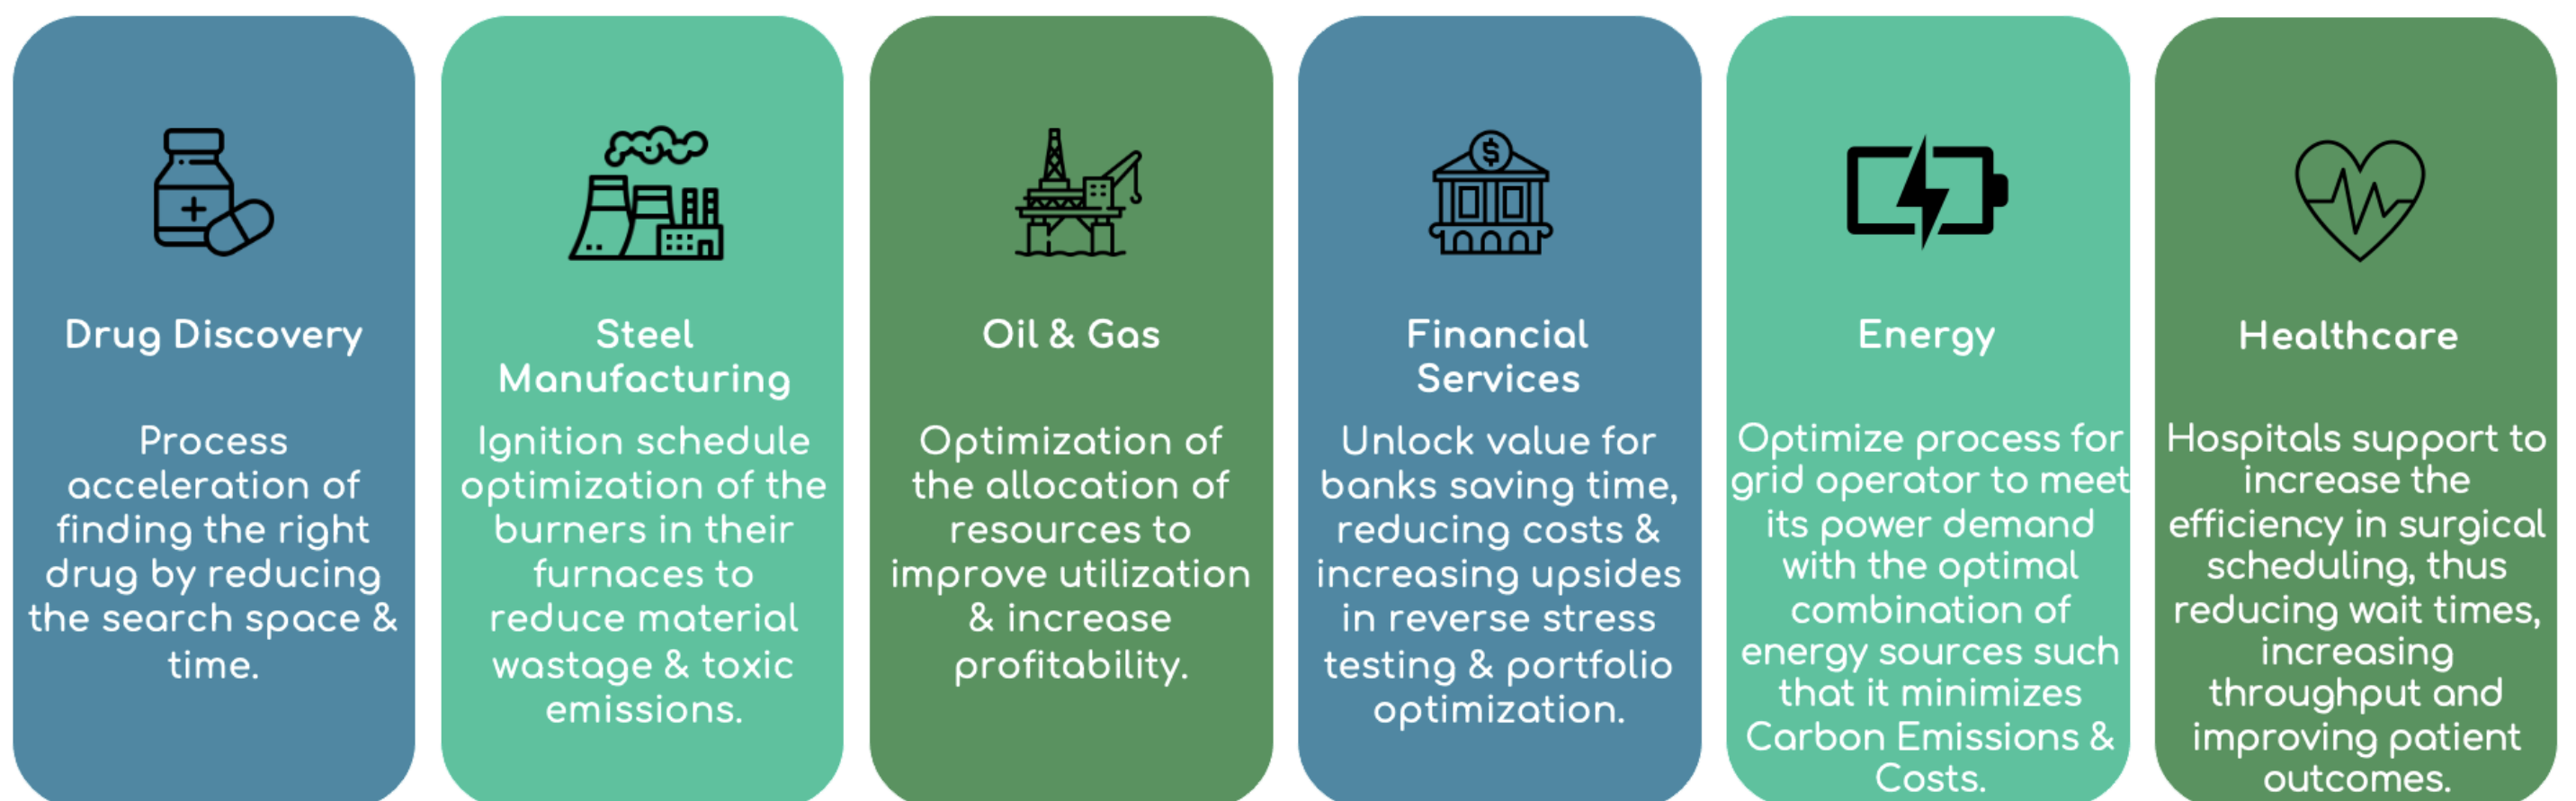 Drug Discovery
Process
acceleration of
finding the right
drug by reducing
the search space &
time.
Steel
Manufacturing
Ignition schedule
optimization of the
burners in their
furnaces to
reduce material
wastage & toxic
emissions.
Oil & Gas
Optimization of
the allocation of
resources to
improve utilization
& increase
profitability.
$
Financial
Services
Unlock value for
banks saving time,
reducing costs &
increasing upsides
in reverse stress
testing & portfolio
optimization.
Energy
Optimize process for
grid operator to meet
its power demand
with the optimal
combination of
energy sources such
that it minimizes
Carbon Emissions &
Costs.
Healthcare
Hospitals support to
increase the
efficiency in surgical
scheduling, thus
reducing wait times,
increasing
throughput and
improving patient
outcomes.